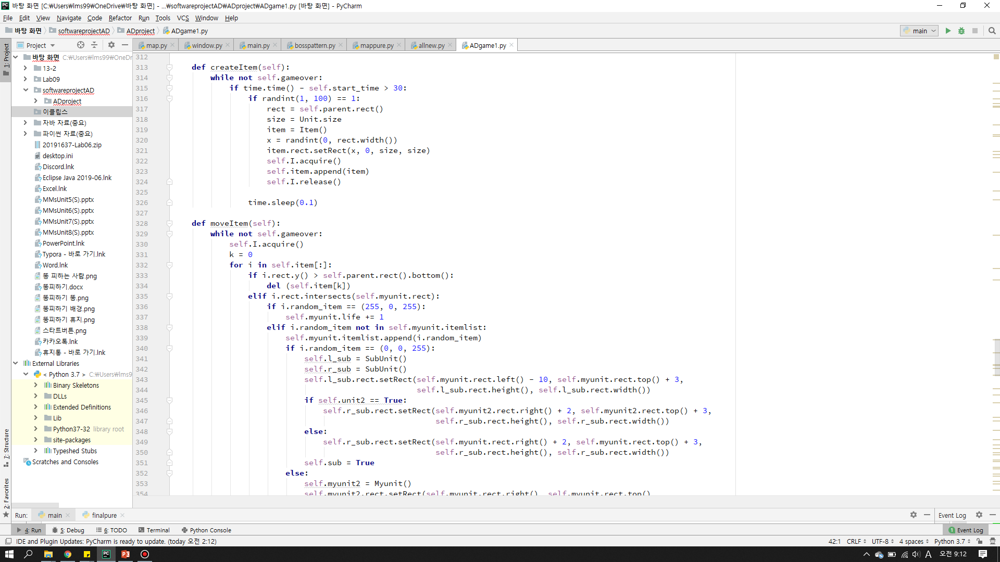 바탕 화면 [C:₩Users₩lms99₩OneDrive₩바탕 화면] - ...₩softwareprojectAD₩ADproject₩ADgame1.py [바탕 화면] - PyCharm
File Edit View Navigate Code Refactor Run Tools VCS Window Help
바탕 화면 softwareprojectAD ADproject ADgame1.py main
Project map.py window.py main.py bosspattern.py mappure.py allnew.py ADgame1.py
1: Project
7: Structure
2: Favorites
바탕 화면 C:₩Users₩lms99₩OneDr
13-2
Lab09
softwareprojectAD
ADproject
이클립스
자바 자료(중요)
파이썬 자료(중요)
20191637-Lab06.zip
desktop.ini
Discord.lnk
Eclipse Java 2019-06.lnk
Excel.lnk
MMsUnit5(S).pptx
MMsUnit6(S).pptx
MMsUnit7(S).pptx
MMsUnit8(S).pptx
PowerPoint.lnk
Typora - 바로 가기.lnk
Word.lnk
똥 피하는 사람.png
똥피하기.docx
똥피하기 똥.png
똥피하기 배경.png
똥피하기 휴지.png
스타트버튼.png
카카오톡.lnk
휴지통 - 바로 가기.lnk
External Libraries
< Python 3.7 > C:₩Users₩lms9
Binary Skeletons
DLLs
Extended Definitions
Lib
Python37-32 library root
site-packages
Typeshed Stubs
Scratches and Consoles
312
313 def createItem(self):
314 while not self.gameover:
315 if time.time() - self.start_time > 30:
316 if randint(1, 100) == 1:
317 rect = self.parent.rect()
318 size = Unit.size
319 item = Item()
320 x = randint(0, rect.width())
321 item.rect.setRect(x, 0, size, size)
322 self.I.acquire()
323 self.item.append(item)
324 self.I.release()
325
326 time.sleep(0.1)
327
328 def moveItem(self):
329 while not self.gameover:
330 self.I.acquire()
331 k = 0
332 for i in self.item[:]:
333 if i.rect.y() > self.parent.rect().bottom():
334 del (self.item[k])
335 elif i.rect.intersects(self.myunit.rect):
336 if i.random_item == (255, 0, 255):
337 self.myunit.life += 1
338 elif i.random_item not in self.myunit.itemlist:
339 self.myunit.itemlist.append(i.random_item)
340 if i.random_item == (0, 0, 255):
341 self.l_sub = SubUnit()
342 self.r_sub = SubUnit()
343 self.l_sub.rect.setRect(self.myunit.rect.left() - 10, self.myunit.rect.top() + 3,
344 self.l_sub.rect.height(), self.l_sub.rect.width())
345 if self.unit2 == True:
346 self.r_sub.rect.setRect(self.myunit2.rect.right() + 2, self.myunit2.rect.top() + 3,
347 self.r_sub.rect.height(), self.r_sub.rect.width())
348 else:
349 self.r_sub.rect.setRect(self.myunit.rect.right() + 2, self.myunit.rect.top() + 3,
350 self.r_sub.rect.height(), self.r_sub.rect.width())
351 self.sub = True
352 else:
353 self.myunit2 = Myunit()
354 self.myunit2.rect.setRect(self.myunit.rect.right(), self.myunit.rect.top()
Run: main finalpure Event Log
4: Run 5: Debug 6: TODO Terminal Python Console 1 Event Log
IDE and Plugin Updates: PyCharm is ready to update. (today 오전 2:12) 42:1 CRLF UTF-8 4 spaces Python 3.7
A 오전 9:12